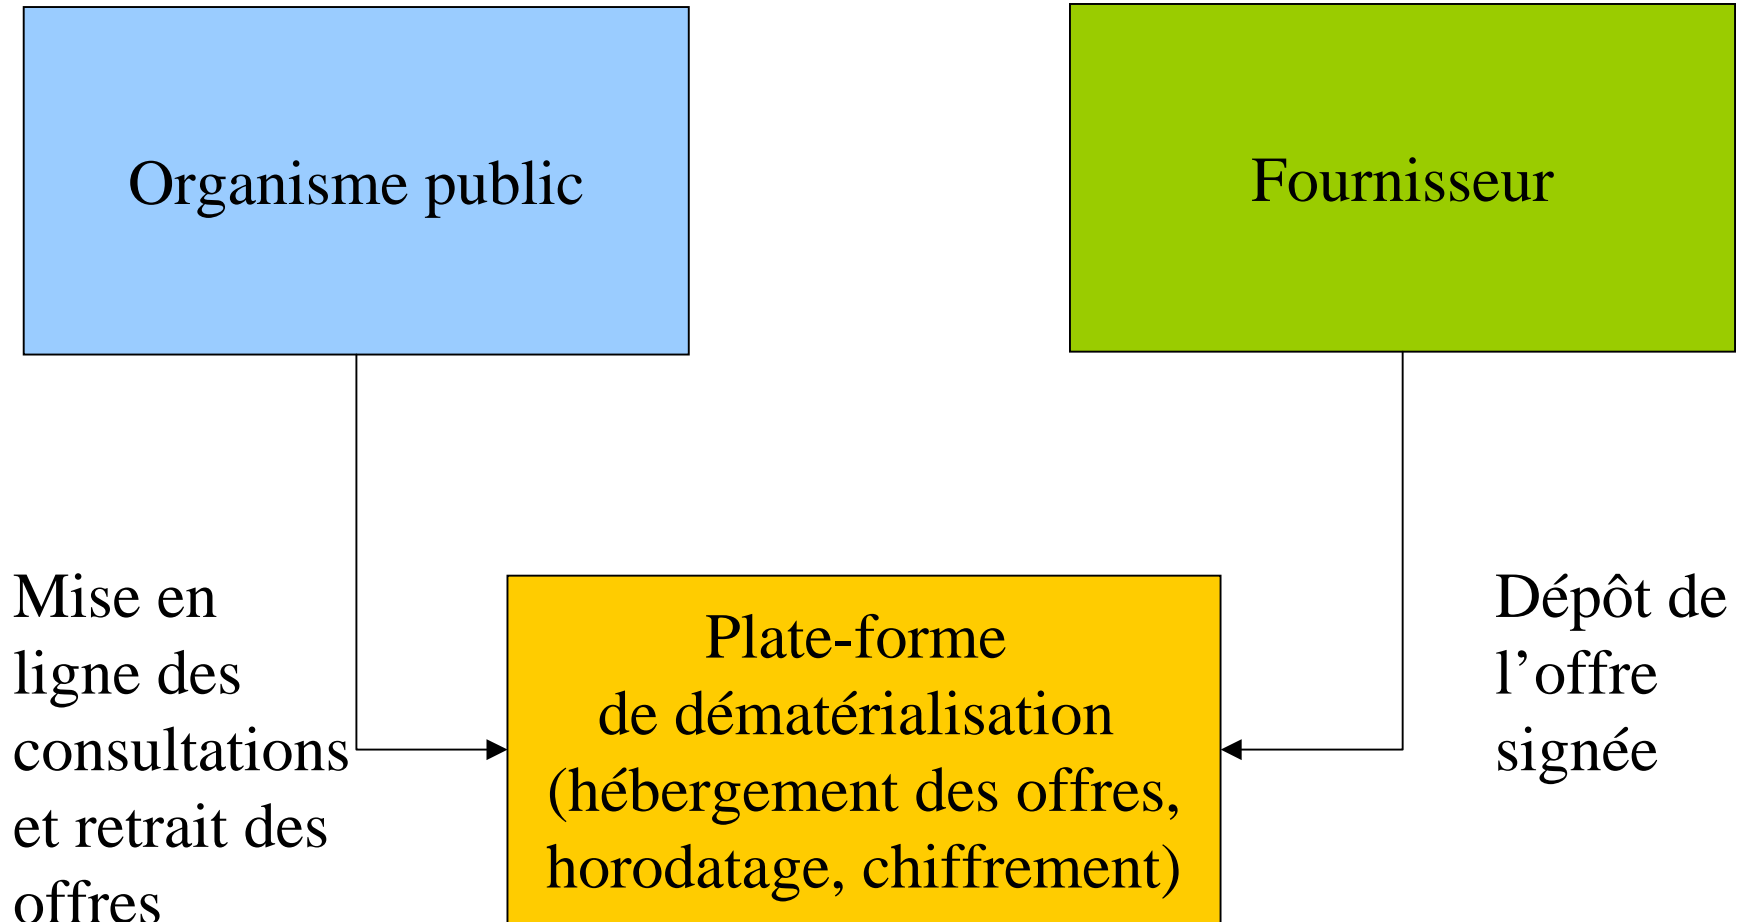 Organisme public
Fournisseur
Mise en
ligne des
consultations
et retrait des
offres
Plate-forme
de dématérialisation
(hébergement des offres,
horodatage, chiffrement)
Dépôt de
l’offre
signée